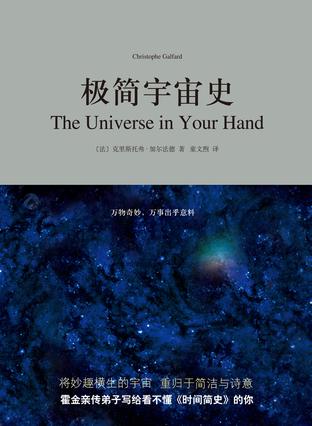 Christophe Galfard
极简宇宙史
The Universe in Your Hand
〔法〕克里斯托弗·加尔法德 著 童文煦 译
万物奇妙,万事出乎意料
将妙趣横生的宇宙 重归于简洁与诗意
霍金亲传弟子写给看不懂《时间简史》的你